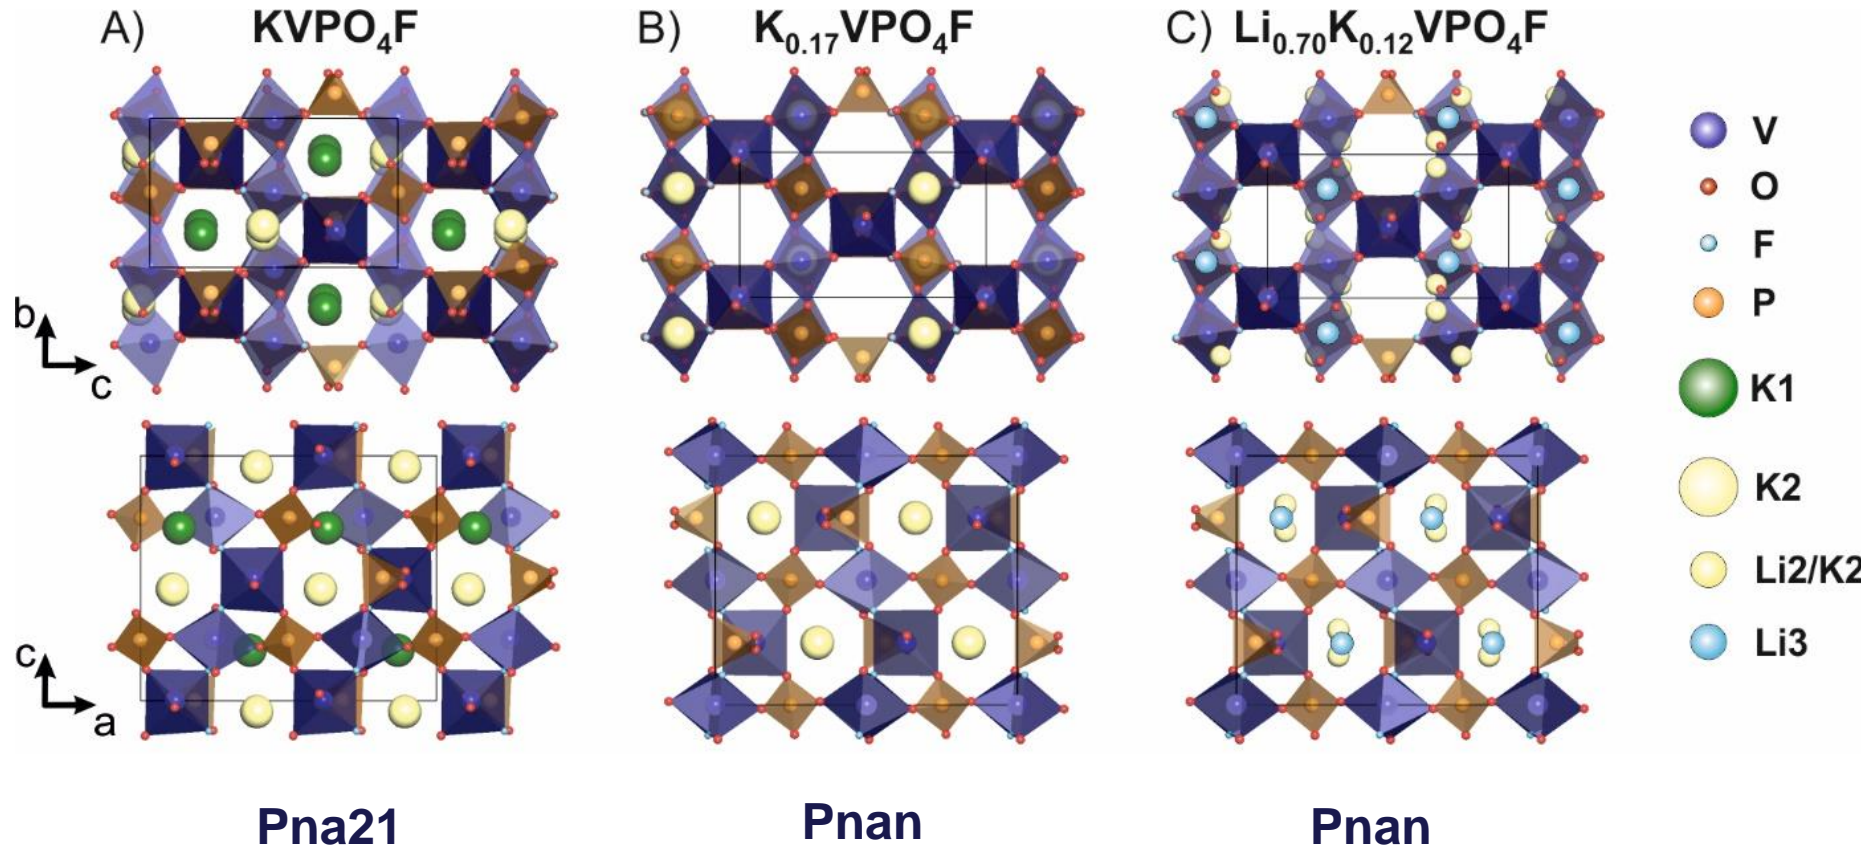 A) KVPO₄F
B) K₀.₁₇VPO₄F
C) Li₀.₇₀K₀.₁₂VPO₄F
b
c
c
a
V
O
F
P
K1
K2
Li2/K2
Li3
Pna21
Pnan
Pnan